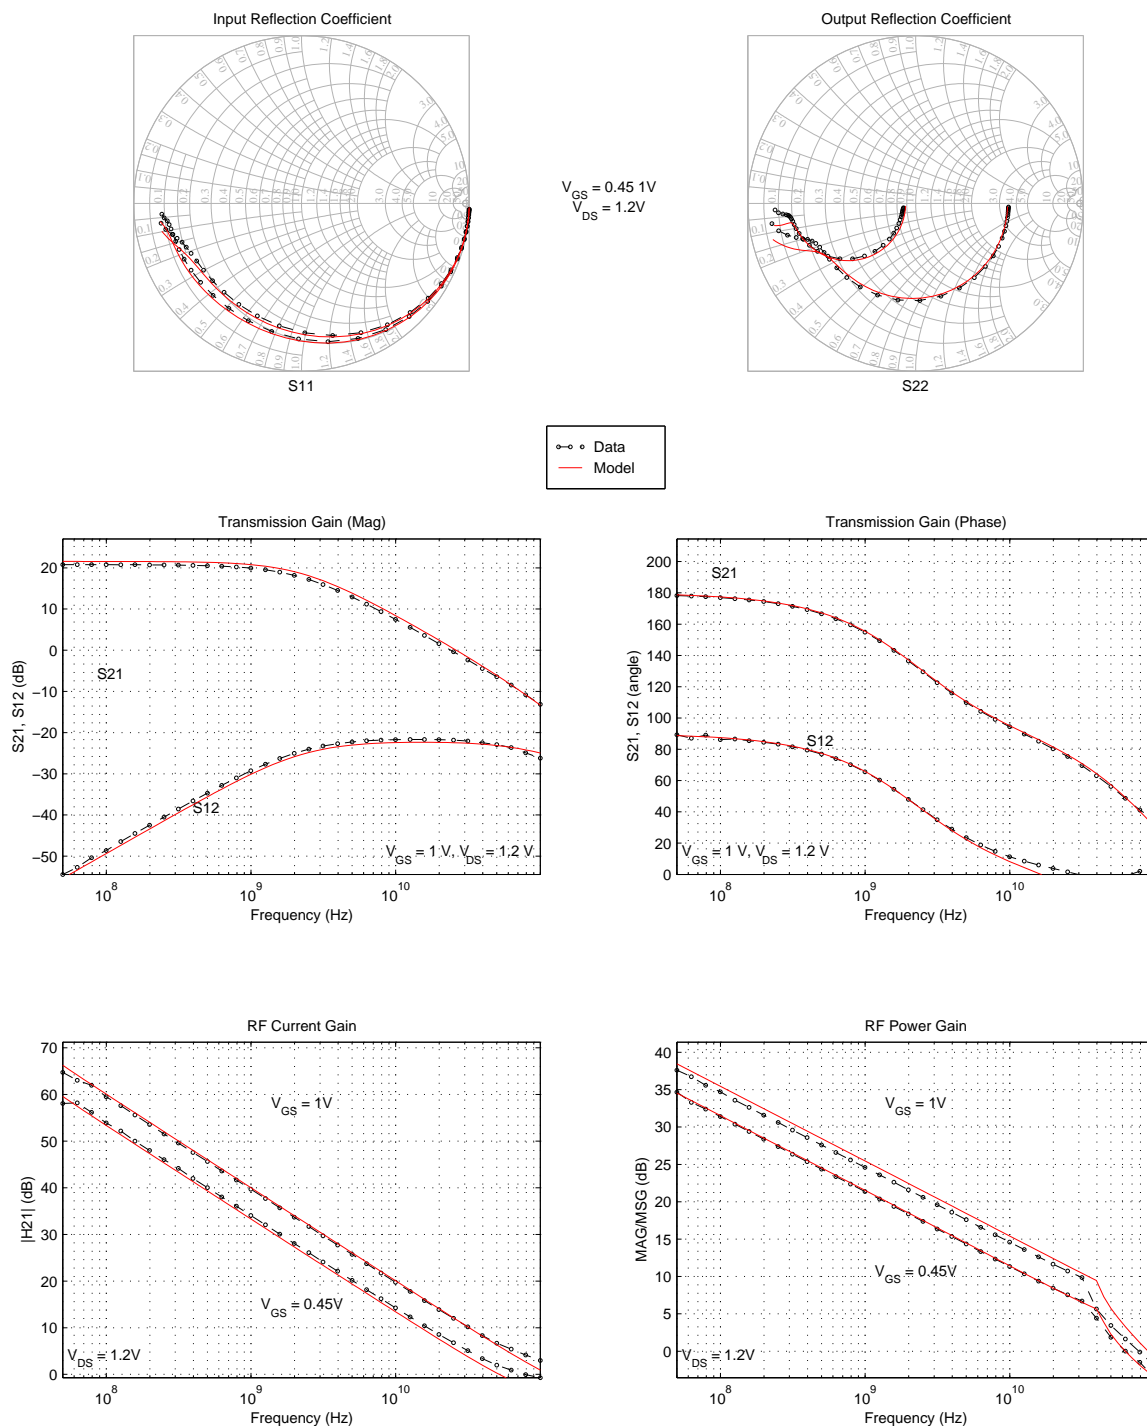 Input Reflection Coefficient
Output Reflection Coefficient
V_GS = 0.45 1V
V_DS = 1.2V
S11
S22
Data
Model
Transmission Gain (Mag)
S21, S12 (dB)
20
10
0
−10
−20
−30
−40
−50
S21
S12
V_GS = 1 V, V_DS = 1.2 V
10^8
10^9
10^10
Frequency (Hz)
Transmission Gain (Phase)
S21, S12 (angle)
200
180
160
140
120
100
80
60
40
20
0
S21
S12
V_GS = 1 V, V_DS = 1.2 V
10^8
10^9
10^10
Frequency (Hz)
RF Current Gain
|H21| (dB)
70
60
50
40
30
20
10
0
V_GS = 1V
V_GS = 0.45V
V_DS = 1.2V
10^8
10^9
10^10
Frequency (Hz)
RF Power Gain
MAG/MSG (dB)
40
35
30
25
20
15
10
5
0
V_GS = 1V
V_GS = 0.45V
V_DS = 1.2V
10^8
10^9
10^10
Frequency (Hz)